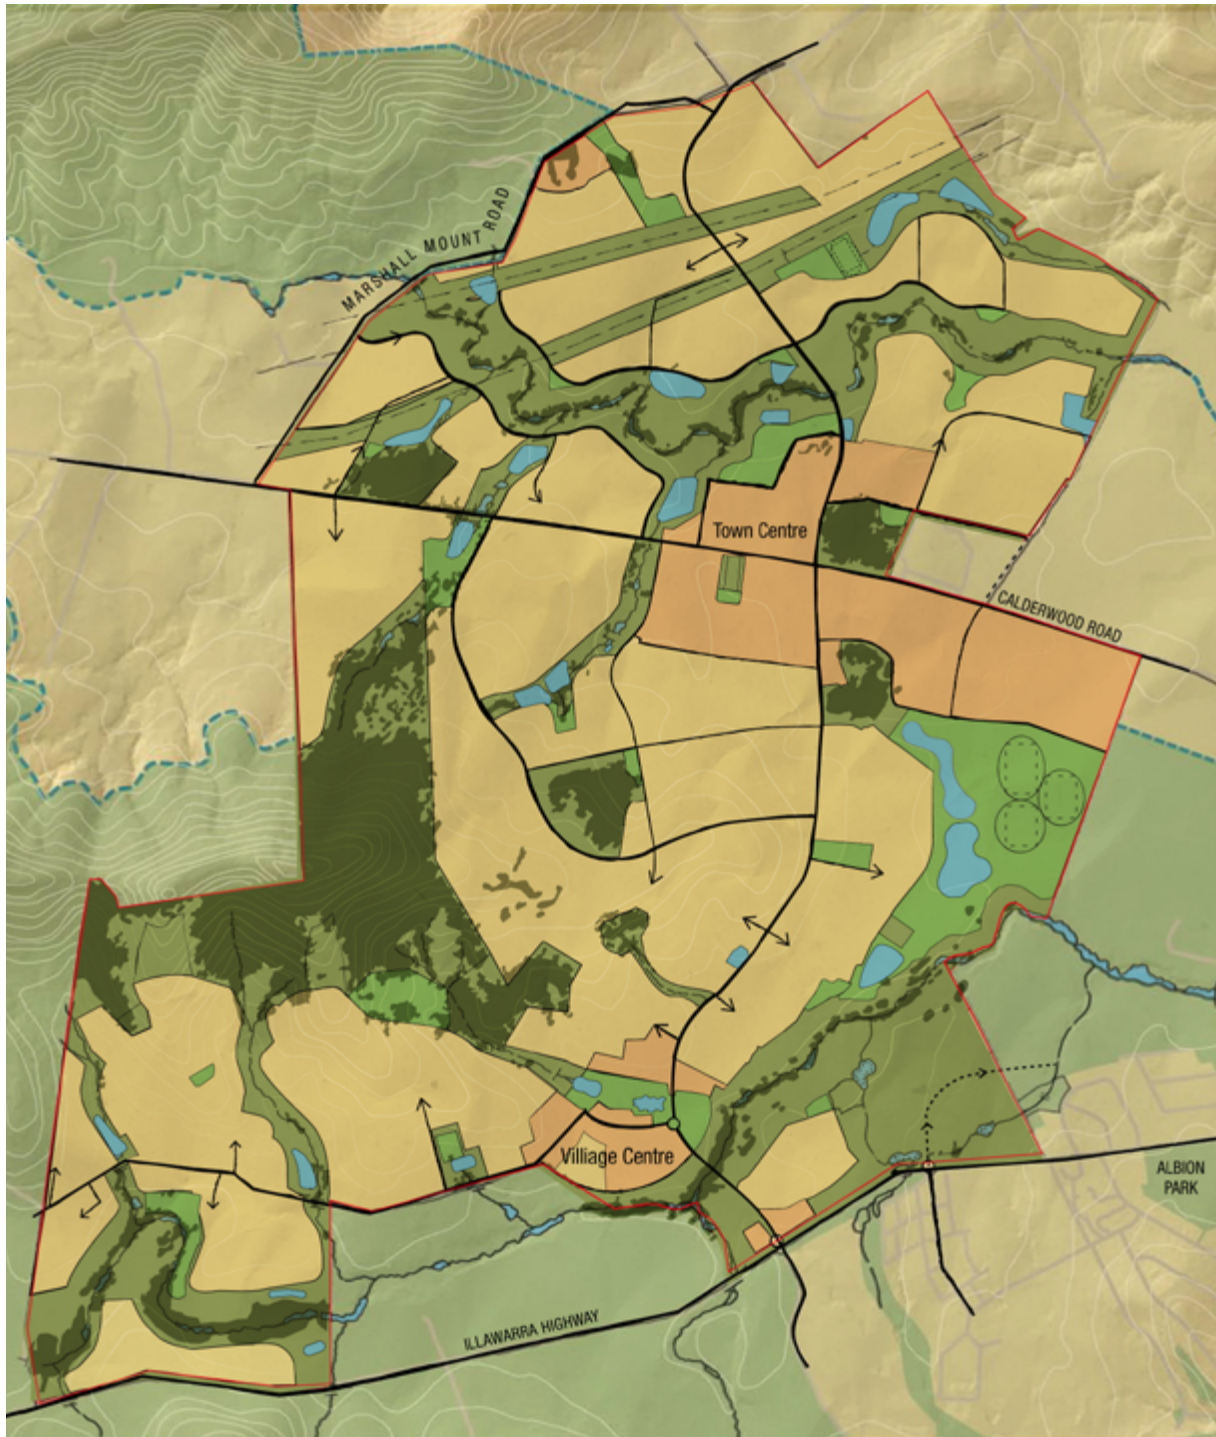 MARSHALL MOUNT ROAD
Town Centre
CALDERWOOD ROAD
Villiage Centre
ALBION
PARK
ILLAWARRA HIGHWAY